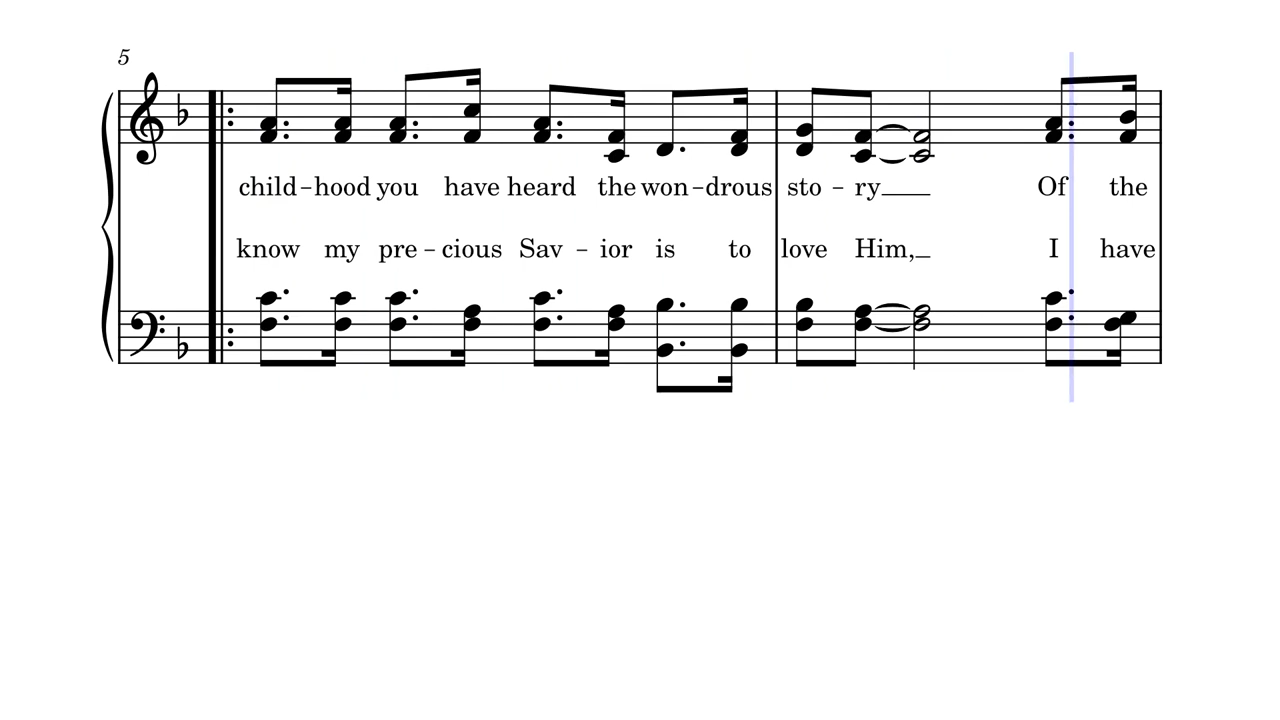 5
child–hood you have heard the won–drous sto – ry Of the
know my pre – cious Sav – ior is to love Him, I have